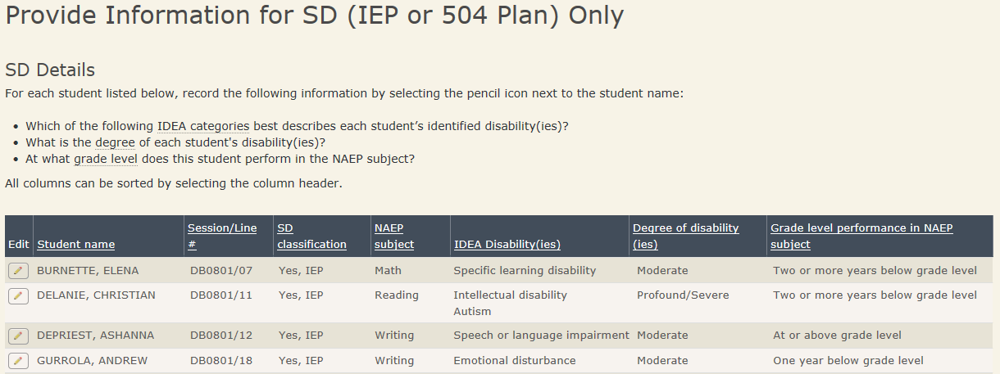 Provide Information for SD (IEP or 504 Plan) Only
SD Details
For each student listed below, record the following information by selecting the pencil icon next to the student name:
• Which of the following IDEA categories best describes each student’s identified disability(ies)?
• What is the degree of each student's disability(ies)?
• At what grade level does this student perform in the NAEP subject?
All columns can be sorted by selecting the column header.
Edit Student name Session/Line # SD classification NAEP subject IDEA Disability(ies) Degree of disability (ies) Grade level performance in NAEP subject
BURNETTE, ELENA DB0801/07 Yes, IEP Math Specific learning disability Moderate Two or more years below grade level
DELANIE, CHRISTIAN DB0801/11 Yes, IEP Reading Intellectual disability Profound/Severe Two or more years below grade level
Autism
DEPRIEST, ASHANNA DB0801/12 Yes, IEP Writing Speech or language impairment Moderate At or above grade level
GURROLA, ANDREW DB0801/18 Yes, IEP Writing Emotional disturbance Moderate One year below grade level